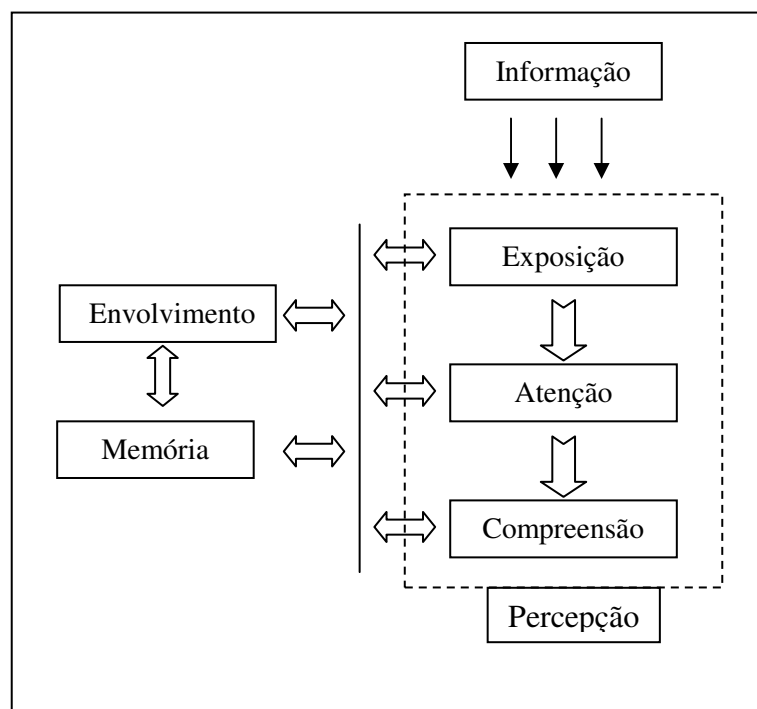 Informação
Exposição
Envolvimento
Atenção
Memória
Compreensão
Percepção